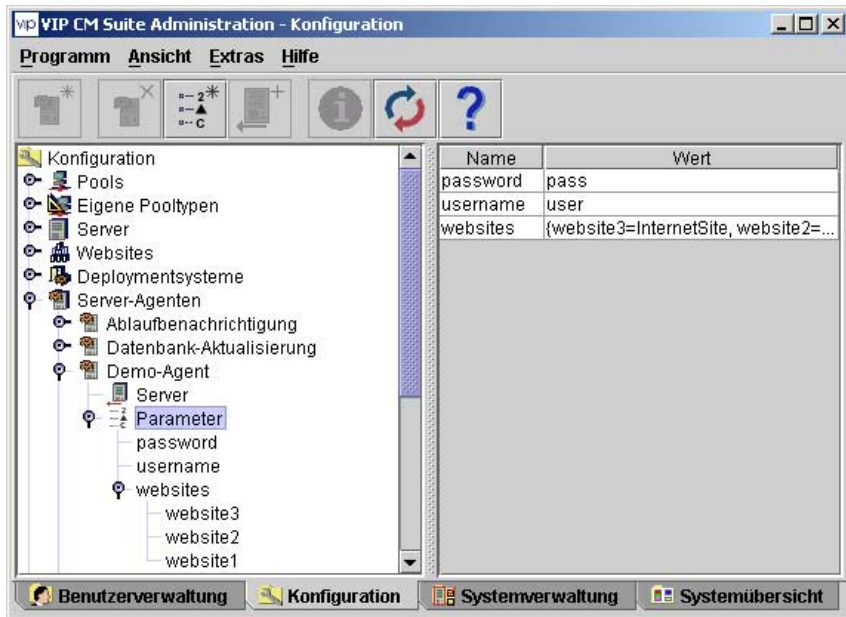 VIP VIP CM Suite Administration - Konfiguration
Programm Ansicht Extras Hilfe
2
C
Konfiguration
Pools
Eigene Pooltypen
Server
Websites
Deploymentsysteme
Server-Agenten
Ablaufbenachrichtigung
Datenbank-Aktualisierung
Demo-Agent
Server
Parameter
password
username
websites
website3
website2
website1
Name Wert
password pass
username user
websites {website3=InternetSite, website2=...
Benutzerverwaltung Konfiguration Systemverwaltung Systemübersicht